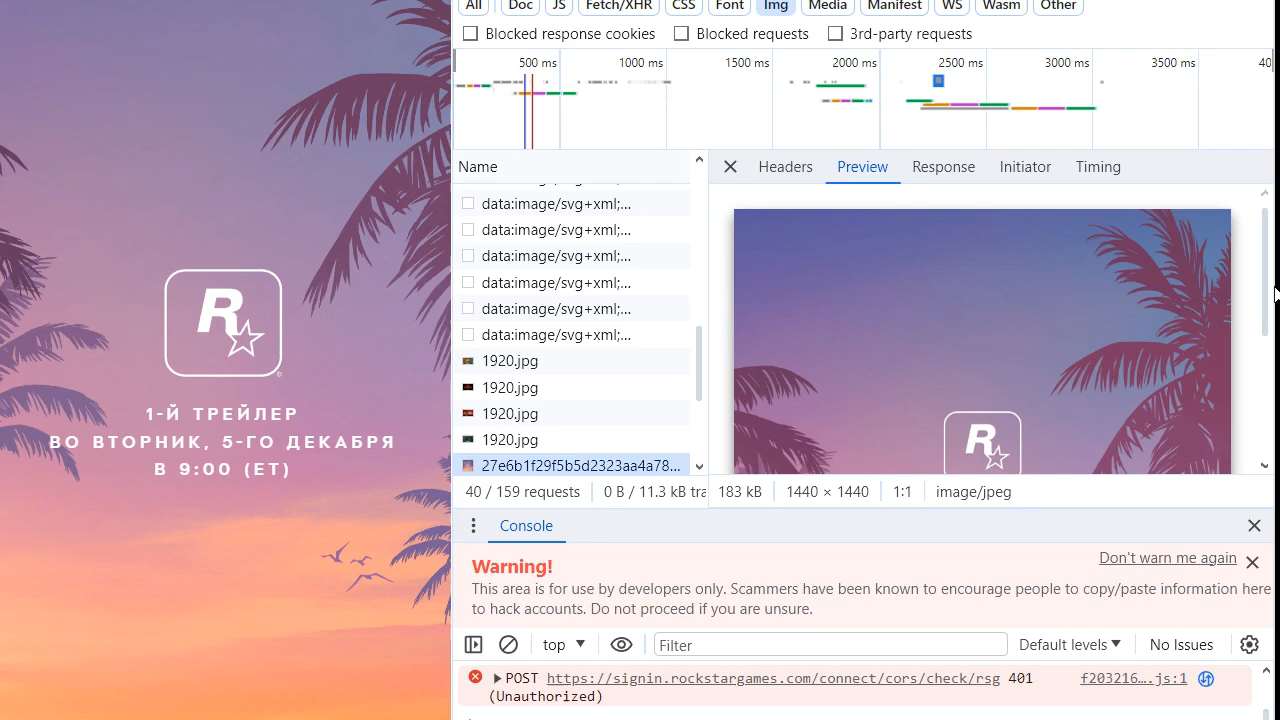 R
®
1-Й ТРЕЙЛЕР
ВО ВТОРНИК, 5-ГО ДЕКАБРЯ
В 9:00 (ET)
All Doc JS Fetch/XHR CSS Font Img Media Manifest WS Wasm Other
Blocked response cookies Blocked requests 3rd-party requests
500 ms 1000 ms 1500 ms 2000 ms 2500 ms 3000 ms 3500 ms 40
Name
data:image/svg+xml;...
data:image/svg+xml;...
data:image/svg+xml;...
data:image/svg+xml;...
data:image/svg+xml;...
data:image/svg+xml;...
1920.jpg
1920.jpg
1920.jpg
1920.jpg
27e6b1f29f5b5d2323aa4a78...
40 / 159 requests 0 B / 11.3 kB tra
Headers Preview Response Initiator Timing
R
183 kB 1440 × 1440 1:1 image/jpeg
Console
Warning!
Don't warn me again
This area is for use by developers only. Scammers have been known to encourage people to copy/paste information here
to hack accounts. Do not proceed if you are unsure.
top Filter Default levels No Issues
POST https://signin.rockstargames.com/connect/cors/check/rsg 401 f203216….js:1
(Unauthorized)